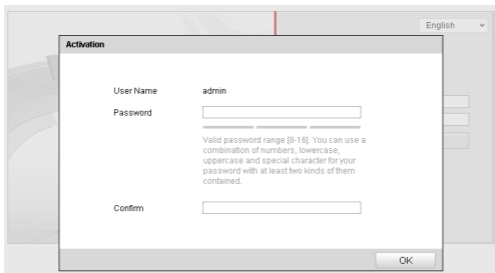 English
Activation
User Name admin
Password
Valid password range [8-16]. You can use a
combination of numbers, lowercase,
uppercase and special character for your
password with at least two kinds of them
contained.
Confirm
OK